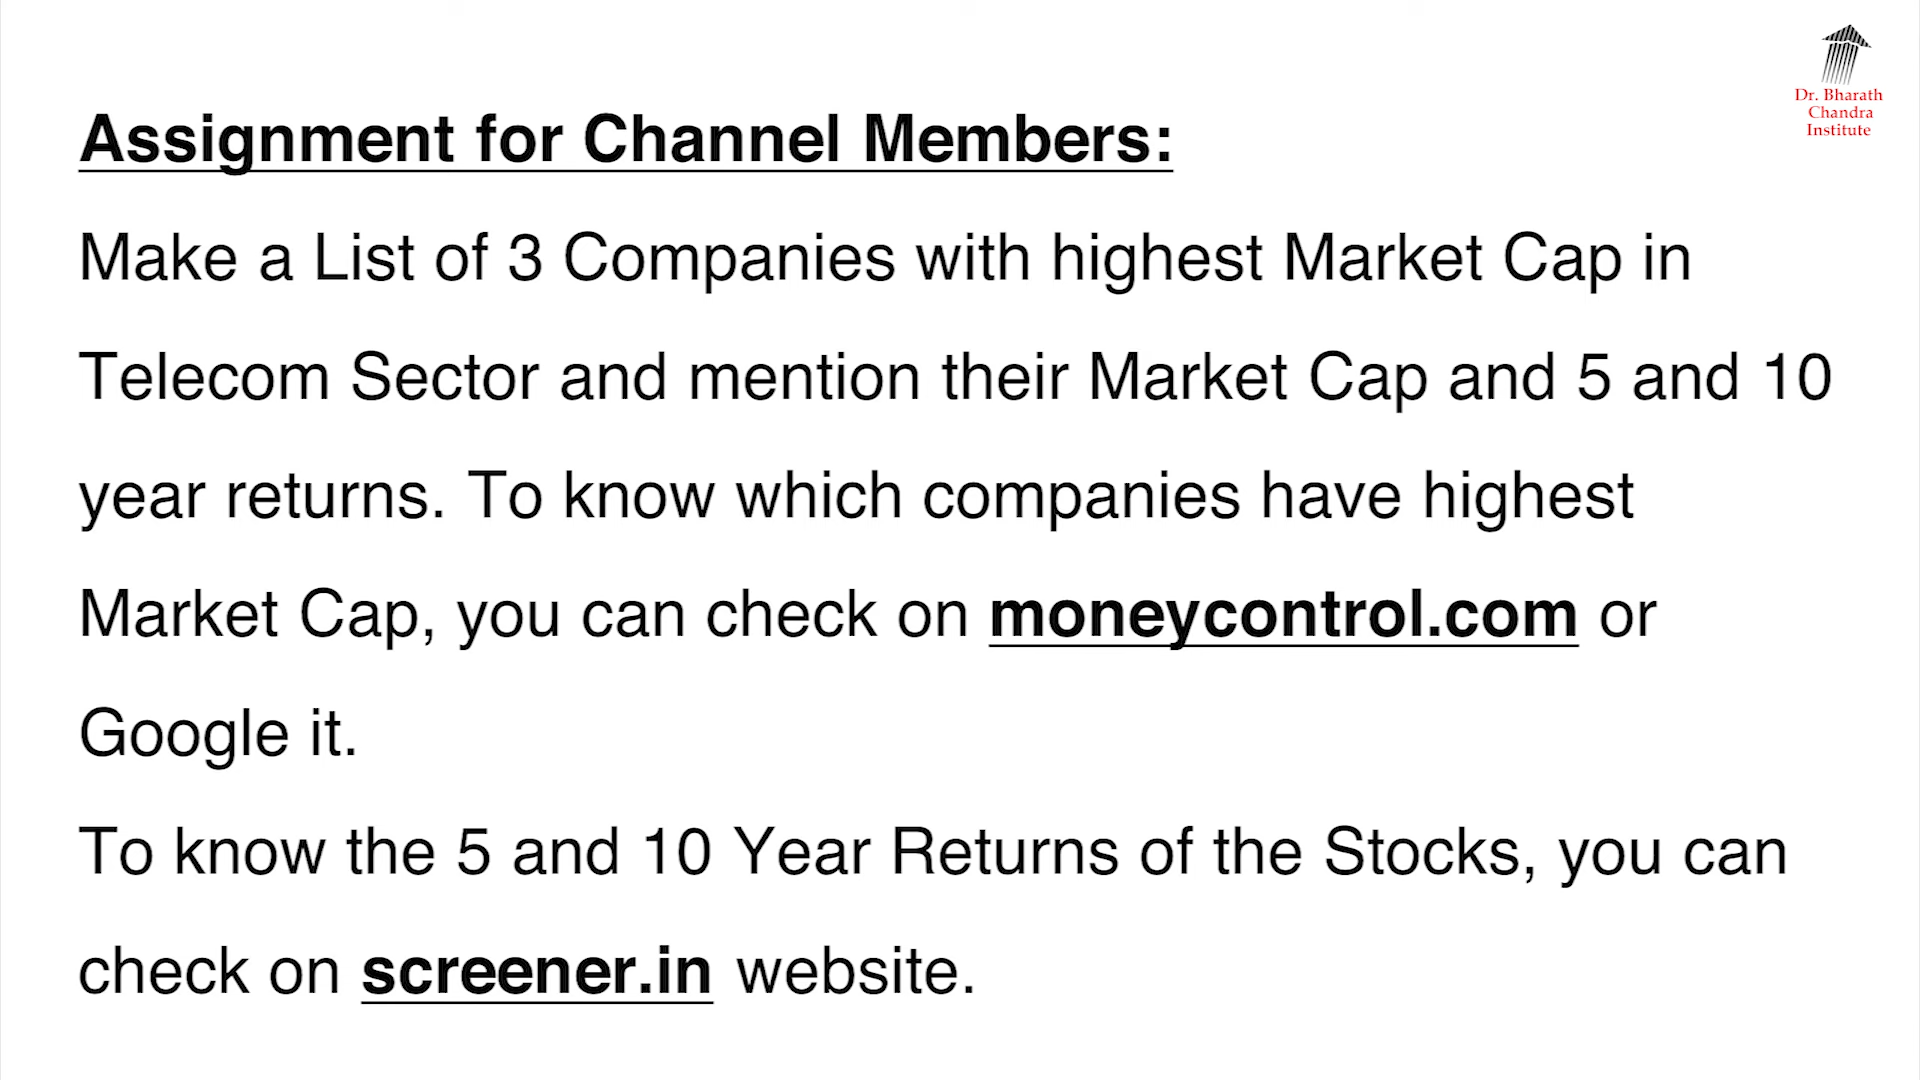 Dr. Bharath
Chandra
Institute
Assignment for Channel Members:
Make a List of 3 Companies with highest Market Cap in
Telecom Sector and mention their Market Cap and 5 and 10
year returns. To know which companies have highest
Market Cap, you can check on moneycontrol.com or
Google it.
To know the 5 and 10 Year Returns of the Stocks, you can
check on screener.in website.